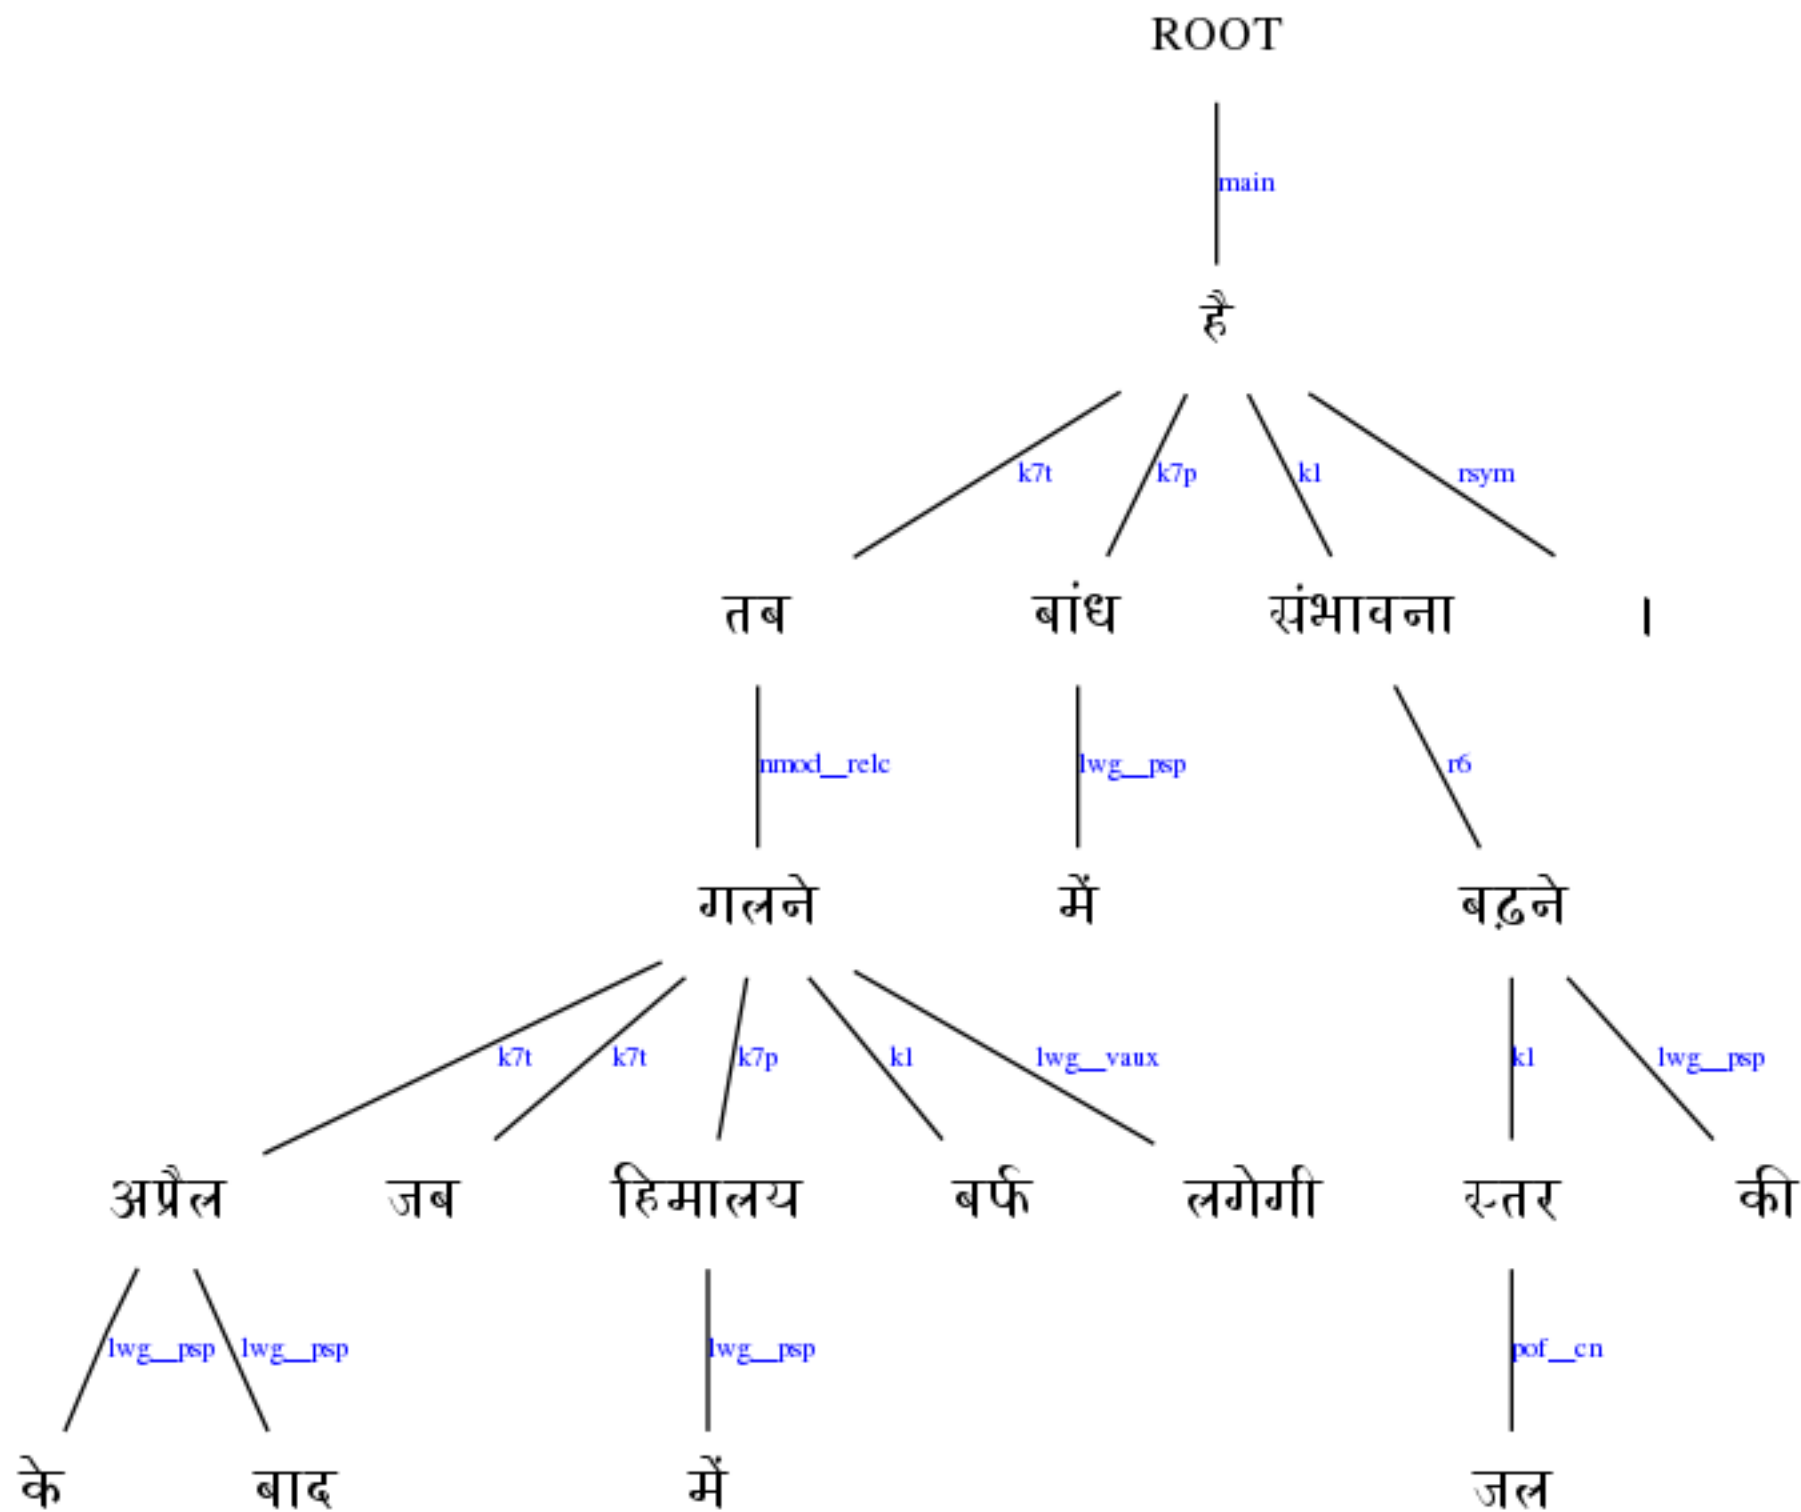 ROOT
main
है
k7t k7p k1 rsym
तब बांध संभावना ।
nmod__relc lwg__psp r6
गलने में बढ़ने
k7t k7t k7p k1 lwg__vaux k1 lwg__psp
अप्रैल जब हिमालय बर्फ लगेगी स्तर की
lwg__psp lwg__psp lwg__psp pof__cn
के बाद में जल